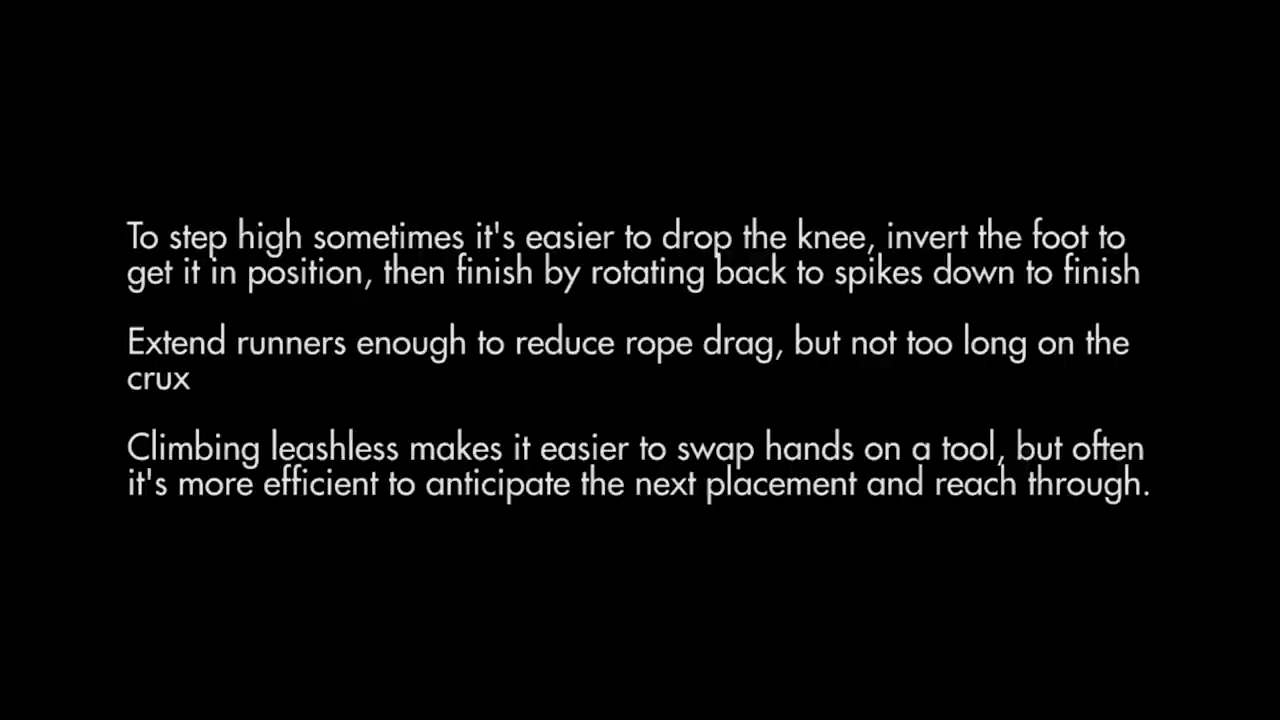 To step high sometimes it's easier to drop the knee, invert the foot to
get it in position, then finish by rotating back to spikes down to finish
Extend runners enough to reduce rope drag, but not too long on the
crux
Climbing leashless makes it easier to swap hands on a tool, but often
it's more efficient to anticipate the next placement and reach through.